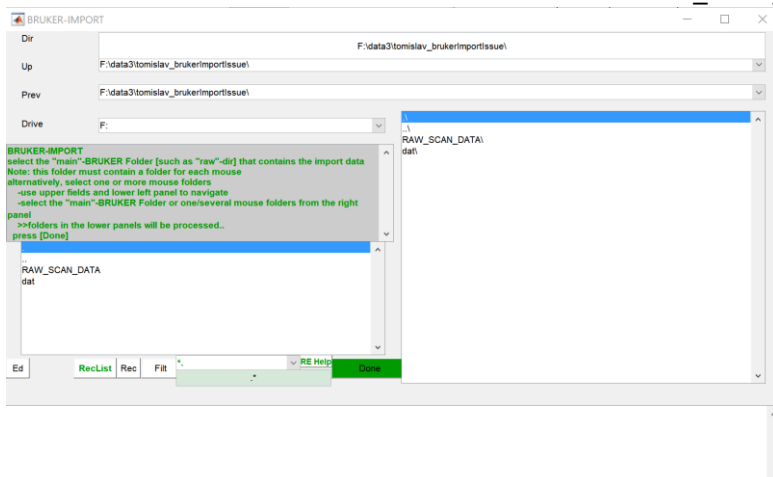 BRUKER-IMPORT
Dir
F:\data3\tomislav_brukerImportIssue\
Up
F:\data3\tomislav_brukerImportIssue\
Prev
F:\data3\tomislav_brukerImportIssue\
Drive
F:
BRUKER-IMPORT
select the "main"-BRUKER Folder [such as "raw"-dir] that contains the import data
Note: this folder must contain a folder for each mouse
alternatively, select one or more mouse folders
-use upper fields and lower left panel to navigate
-select the "main"-BRUKER Folder or one/several mouse folders from the right
panel
>>folders in the lower panels will be processed..
press [Done]
.
..
RAW_SCAN_DATA
dat
.\
..\
RAW_SCAN_DATA\
dat\
Ed
RecList
Rec
Filt
*,
RE Help
Done
.*